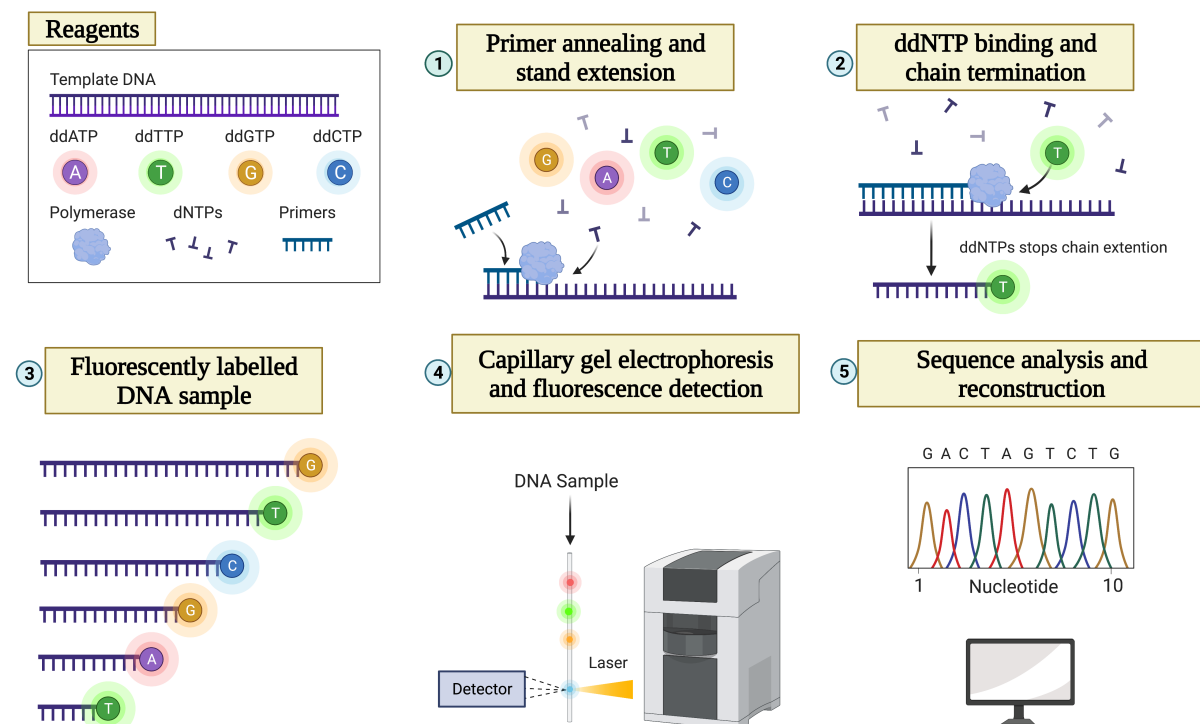 Reagents
Template DNA
ddATP ddTTP ddGTP ddCTP
A T G C
Polymerase dNTPs Primers
1
Primer annealing and
stand extension
G A T C
2
ddNTP binding and
chain termination
T
ddNTPs stops chain extention
T
3
Fluorescently labelled
DNA sample
G
T
C
G
A
T
4
Capillary gel electrophoresis
and fluorescence detection
DNA Sample
Laser
Detector
5
Sequence analysis and
reconstruction
G A C T A G T C T G
1 Nucleotide 10